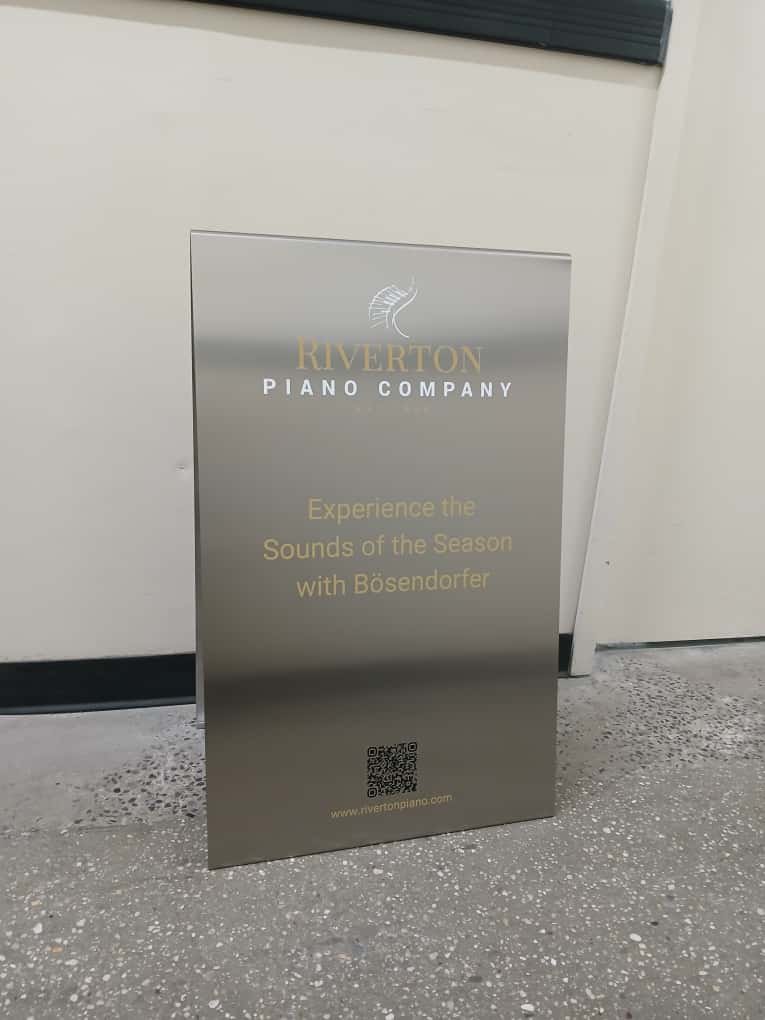 RIVERTON
PIANO COMPANY
Experience the
Sounds of the Season
with Bösendorfer
www.rivertonpiano.com